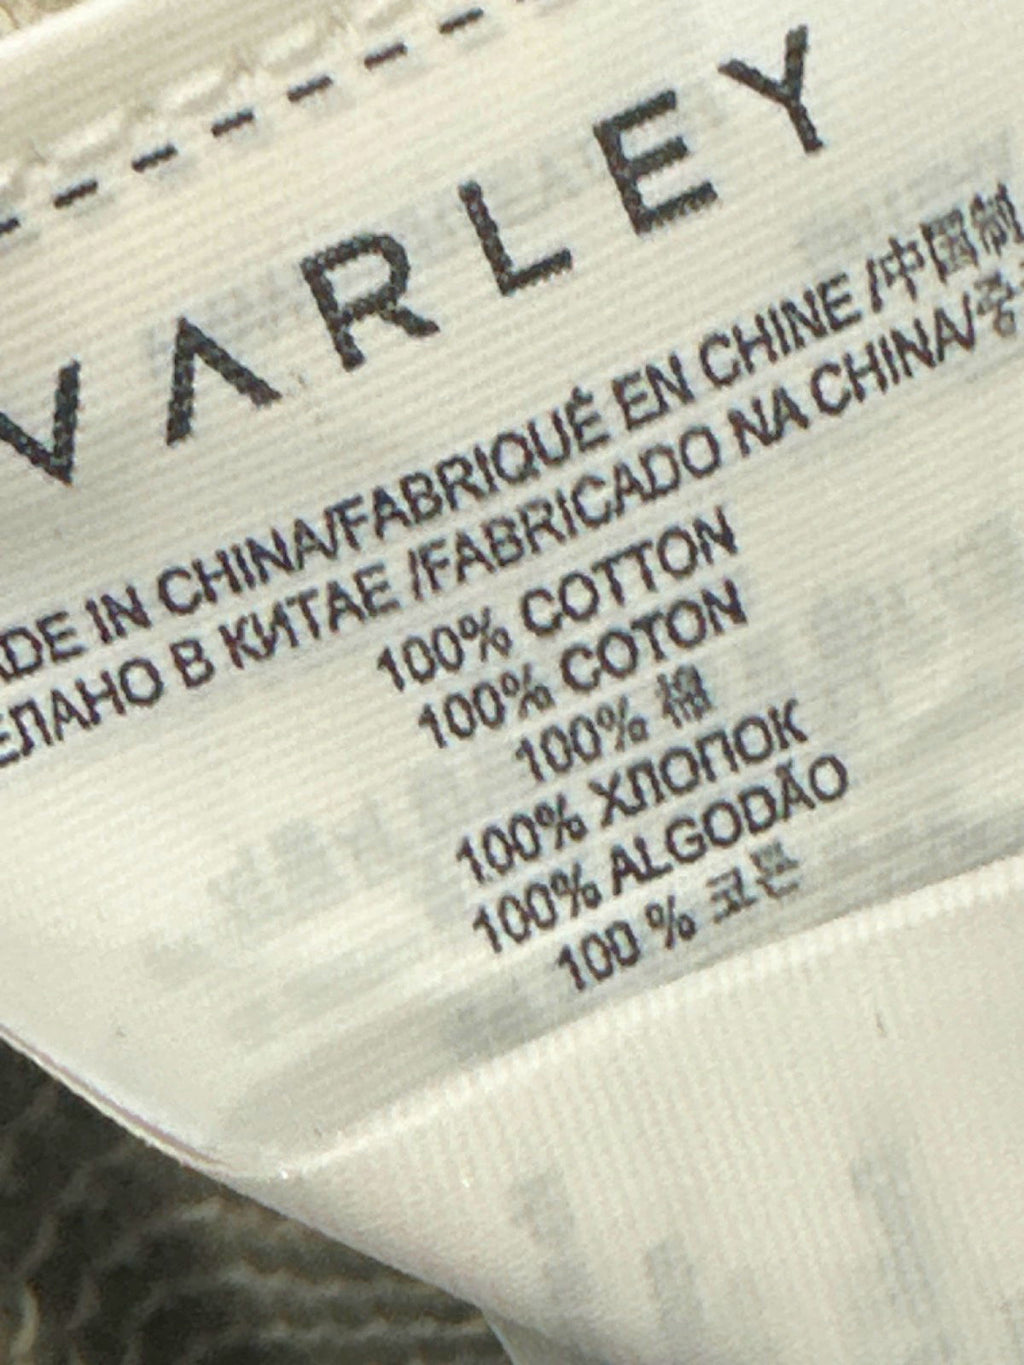 VARLEY
ADE IN CHINA/FABRIQUÉ EN CHINE /中国制
ЕЛАНО В КИТАЕ /FABRICADO NA CHINA/중
100% COTTON
100% COTON
100% 棉
100% ХЛОПОК
100% ALGODÃO
100 % 코튼